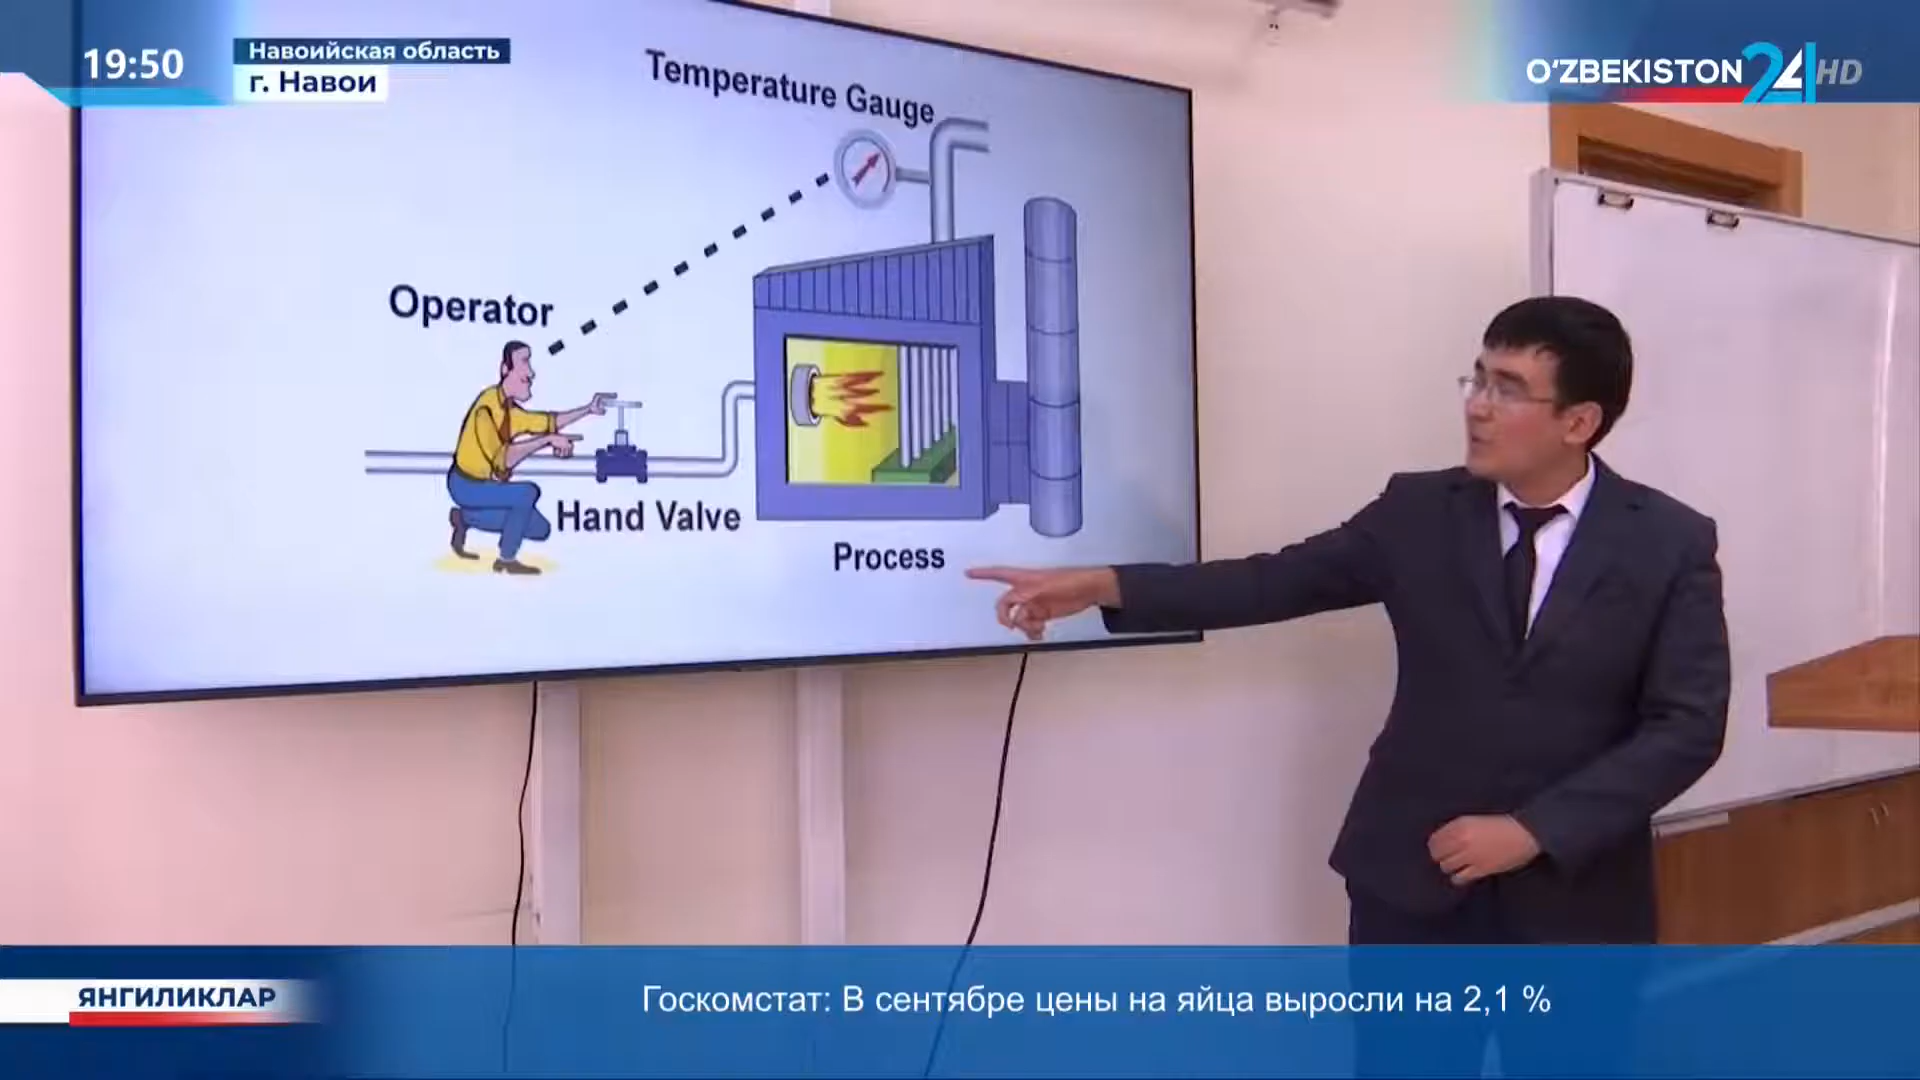 19:50
Навоийская область
г. Навои
O'ZBEKISTON 24 HD
Temperature Gauge
Operator
Hand Valve
Process
ЯНГИЛИКЛАР
Госкомстат: В сентябре цены на яйца выросли на 2,1 %